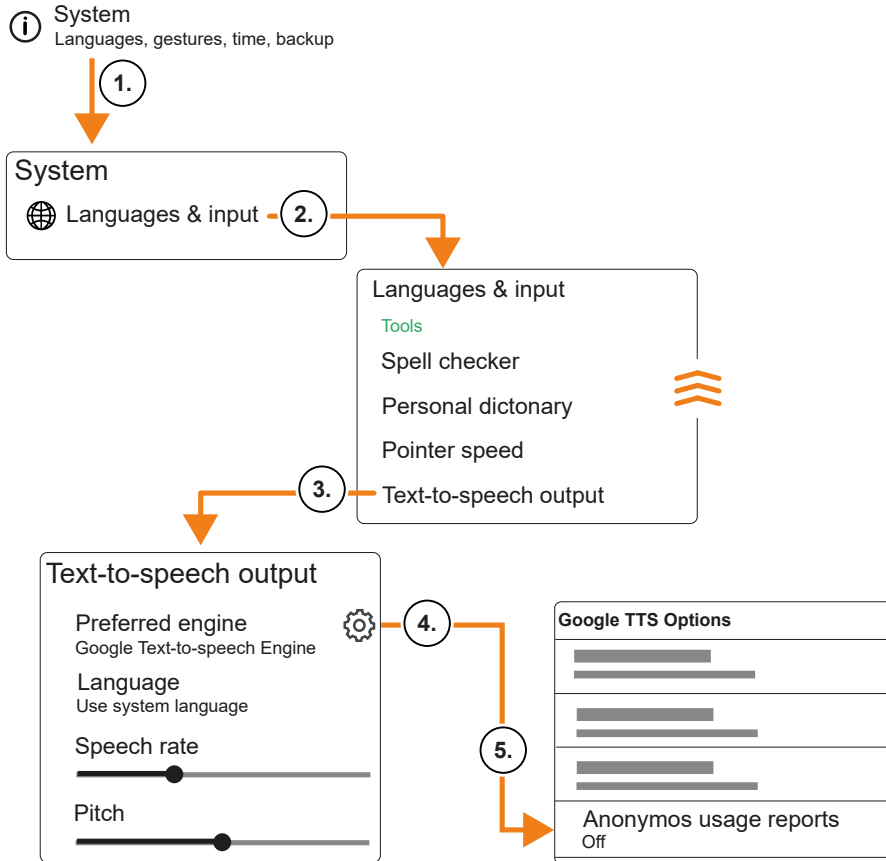 System
Languages, gestures, time, backup
1.
System
Languages & input
2.
Languages & input
Tools
Spell checker
Personal dictonary
Pointer speed
Text-to-speech output
3.
Text-to-speech output
Preferred engine
Google Text-to-speech Engine
Language
Use system language
Speech rate
Pitch
4.
5.
Google TTS Options
Anonymos usage reports
Off